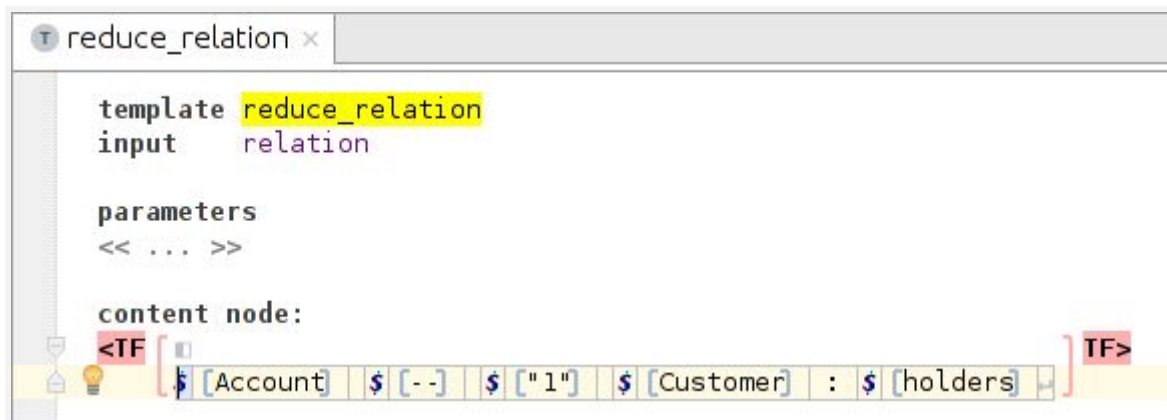 reduce_relation ×
template reduce_relation
input relation
parameters
<< ... >>
content node:
<TF [ ] TF>
$[Account] $[--] $["1"] $[Customer] : $[holders]